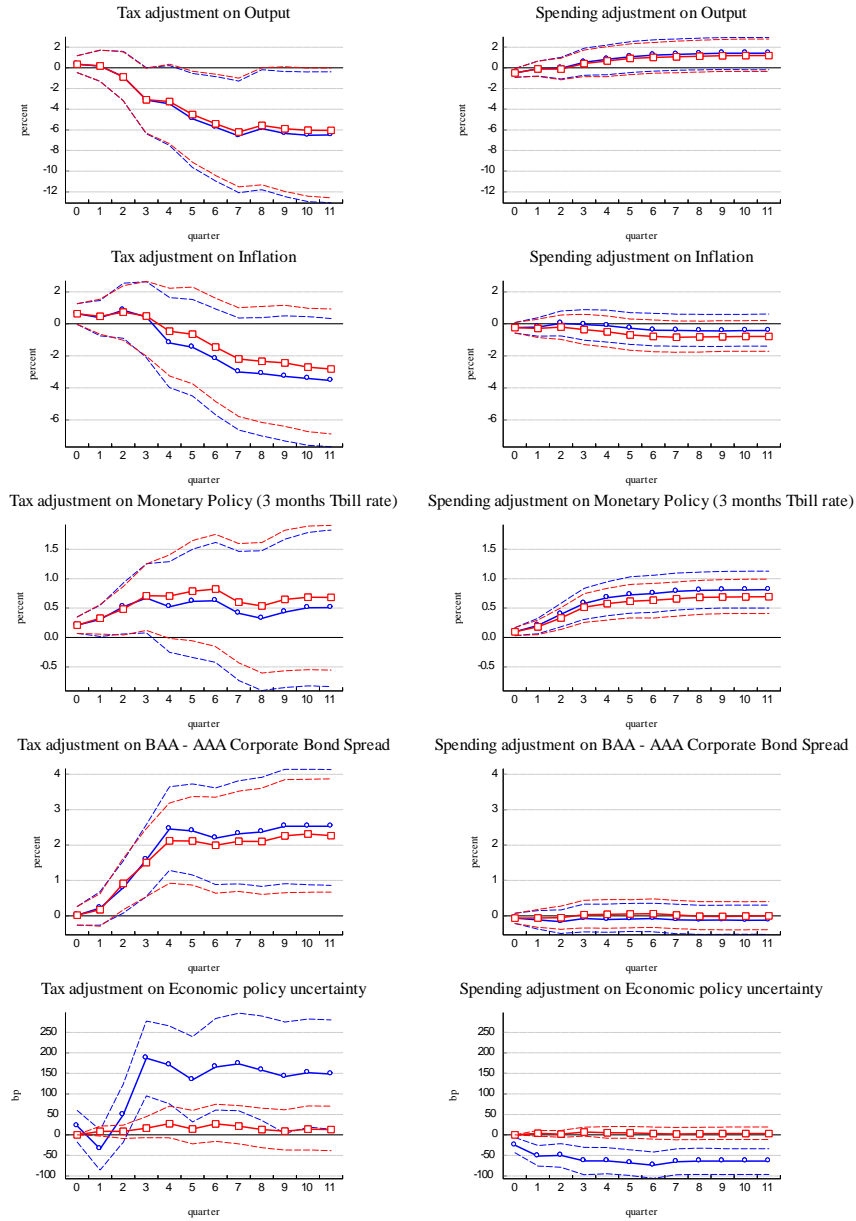 Tax adjustment on Output
percent
2
0
-2
-4
-6
-8
-10
-12
0 1 2 3 4 5 6 7 8 9 10 11
quarter
Spending adjustment on Output
percent
2
0
-2
-4
-6
-8
-10
-12
0 1 2 3 4 5 6 7 8 9 10 11
quarter
Tax adjustment on Inflation
percent
2
0
-2
-4
-6
0 1 2 3 4 5 6 7 8 9 10 11
quarter
Spending adjustment on Inflation
percent
2
0
-2
-4
-6
0 1 2 3 4 5 6 7 8 9 10 11
quarter
Tax adjustment on Monetary Policy (3 months Tbill rate)
percent
1.5
1.0
0.5
0.0
-0.5
0 1 2 3 4 5 6 7 8 9 10 11
quarter
Spending adjustment on Monetary Policy (3 months Tbill rate)
percent
1.5
1.0
0.5
0.0
-0.5
0 1 2 3 4 5 6 7 8 9 10 11
quarter
Tax adjustment on BAA - AAA Corporate Bond Spread
percent
4
3
2
1
0
0 1 2 3 4 5 6 7 8 9 10 11
quarter
Spending adjustment on BAA - AAA Corporate Bond Spread
percent
4
3
2
1
0
0 1 2 3 4 5 6 7 8 9 10 11
quarter
Tax adjustment on Economic policy uncertainty
bp
250
200
150
100
50
0
-50
-100
0 1 2 3 4 5 6 7 8 9 10 11
quarter
Spending adjustment on Economic policy uncertainty
bp
250
200
150
100
50
0
-50
-100
0 1 2 3 4 5 6 7 8 9 10 11
quarter